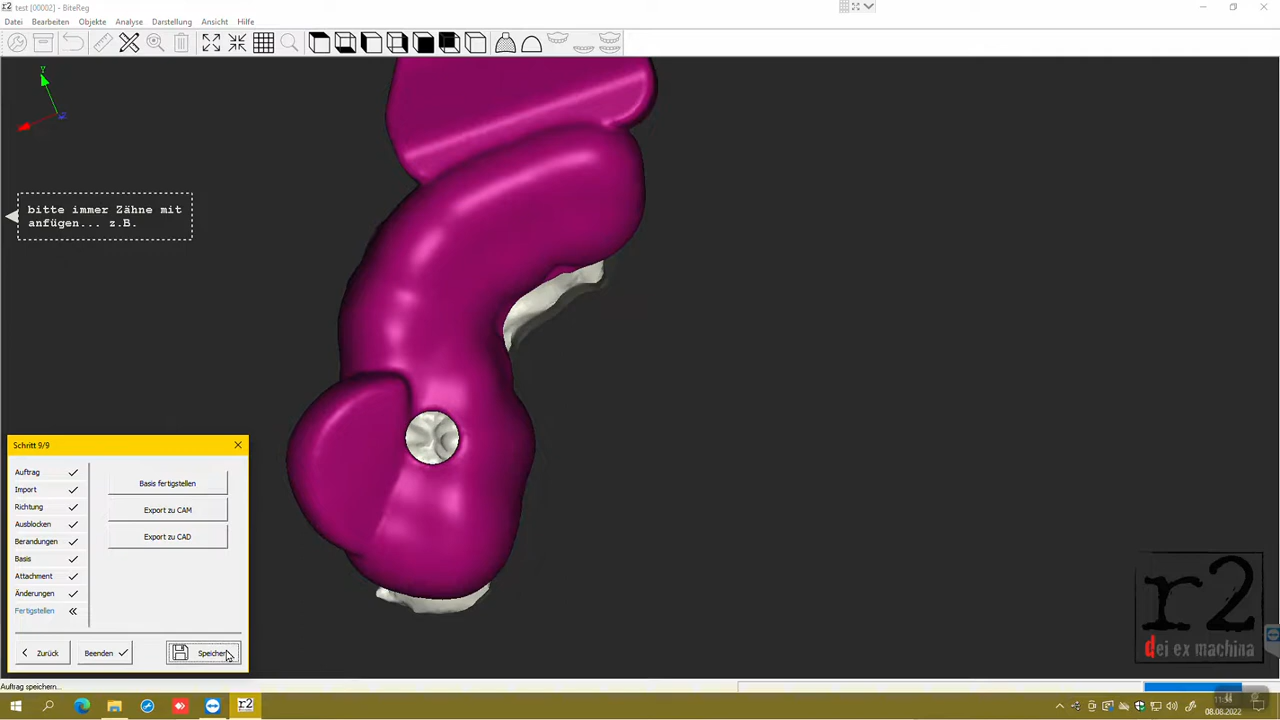 test [00002] - BiteReg
Datei Bearbeiten Objekte Analyse Darstellung Ansicht Hilfe
Y
bitte immer Zähne mit
anfügen... z.B.
Schritt 9/9
Auftrag
Import
Richtung
Ausblocken
Berandungen
Basis
Attachment
Änderungen
Fertigstellen
Basis fertigstellen
Export zu CAM
Export zu CAD
Zurück Beenden Speichern
r2
dei ex machina
Auftrag speichern...
r2
08.08.2022